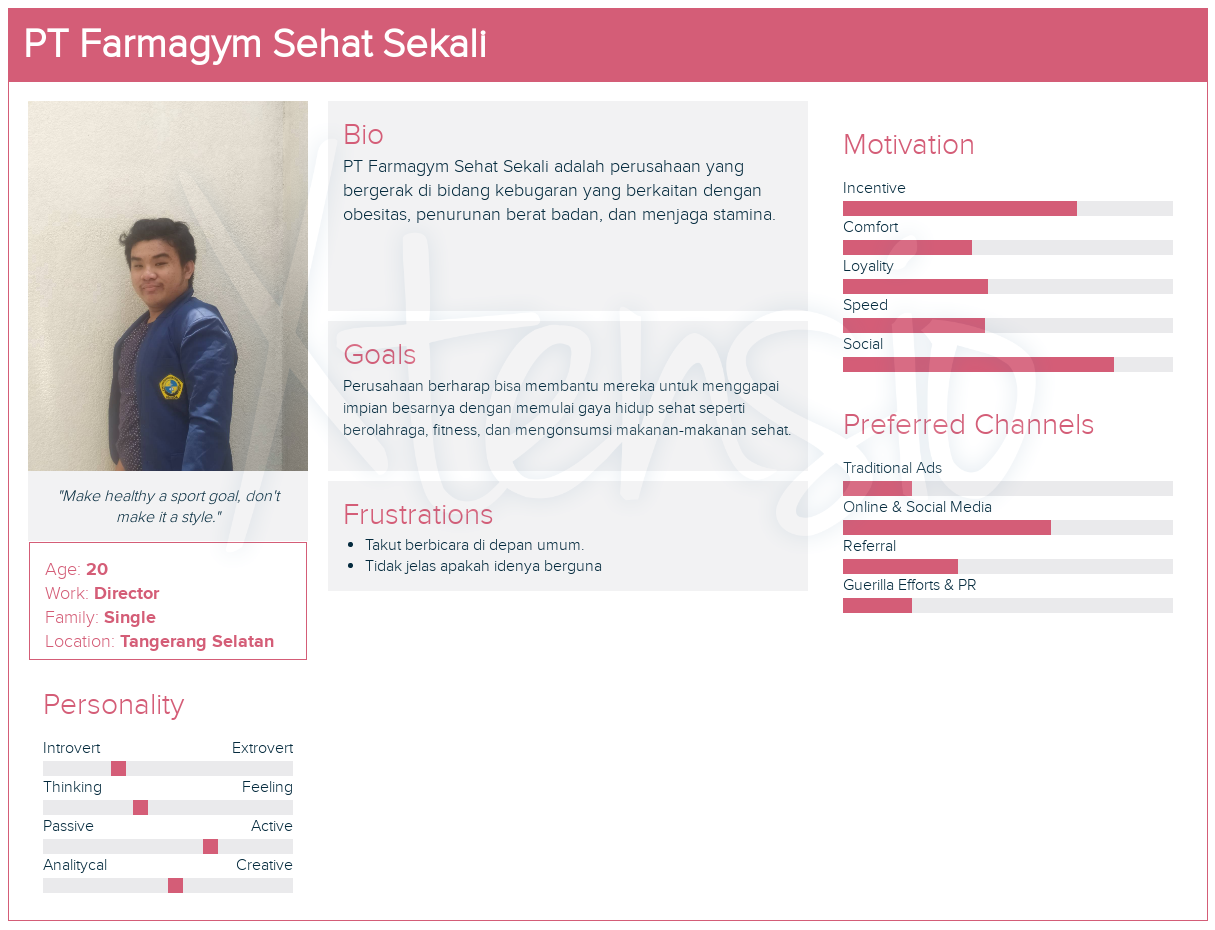 PT Farmagym Sehat Sekali
"Make healthy a sport goal, don't
make it a style."
Age: 20
Work: Director
Family: Single
Location: Tangerang Selatan
Personality
Introvert Extrovert
Thinking Feeling
Passive Active
Analitycal Creative
Bio
PT Farmagym Sehat Sekali adalah perusahaan yang
bergerak di bidang kebugaran yang berkaitan dengan
obesitas, penurunan berat badan, dan menjaga stamina.
Goals
Perusahaan berharap bisa membantu mereka untuk menggapai
impian besarnya dengan memulai gaya hidup sehat seperti
berolahraga, fitness, dan mengonsumsi makanan-makanan sehat.
Frustrations
Takut berbicara di depan umum.
Tidak jelas apakah idenya berguna
Motivation
Incentive
Comfort
Loyality
Speed
Social
Preferred Channels
Traditional Ads
Online & Social Media
Referral
Guerilla Efforts & PR
Xtensio